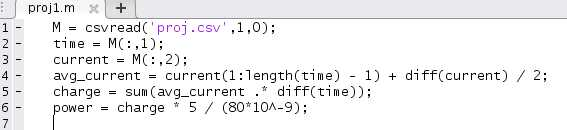 proj1.m × +
1 - M = csvread('proj.csv',1,0);
2 - time = M(:,1);
3 - current = M(:,2);
4 - avg_current = current(1:length(time) - 1) + diff(current) / 2;
5 - charge = sum(avg_current .* diff(time));
6 - power = charge * 5 / (80*10^-9);
7